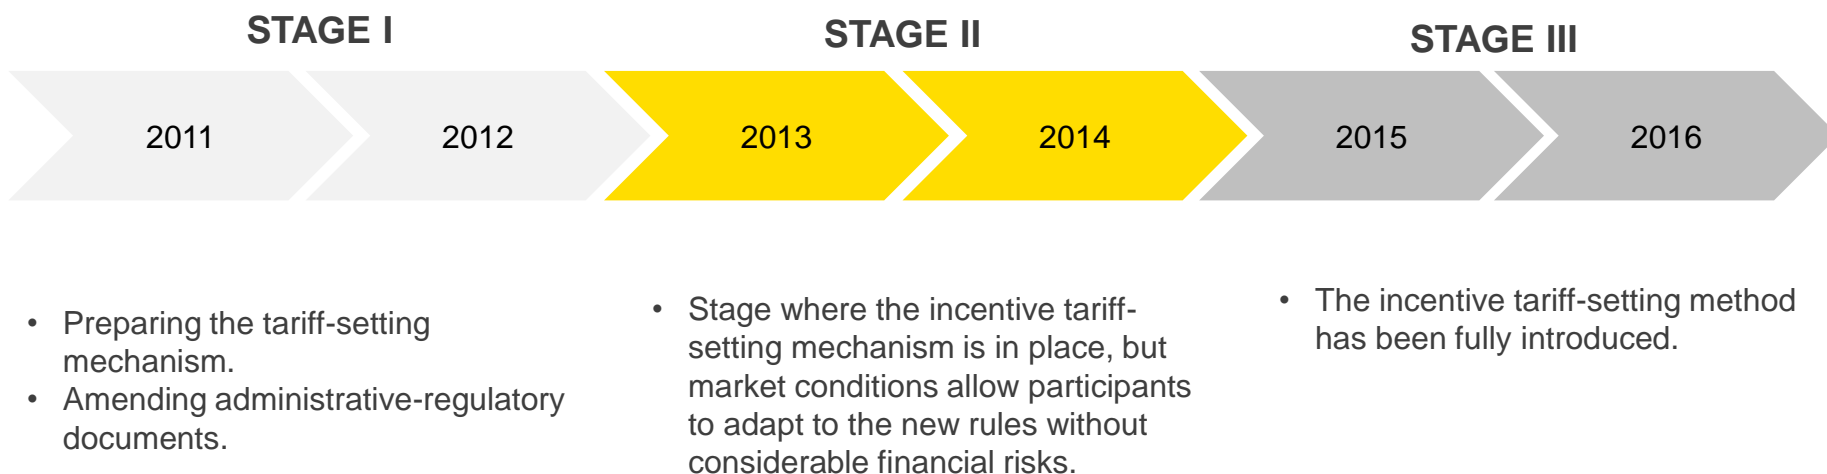 STAGE I
STAGE II
STAGE III
2011
2012
2013
2014
2015
2016
• Preparing the tariff-setting
mechanism.
• Amending administrative-regulatory
documents.
• Stage where the incentive tariff-
setting mechanism is in place, but
market conditions allow participants
to adapt to the new rules without
considerable financial risks.
• The incentive tariff-setting method
has been fully introduced.